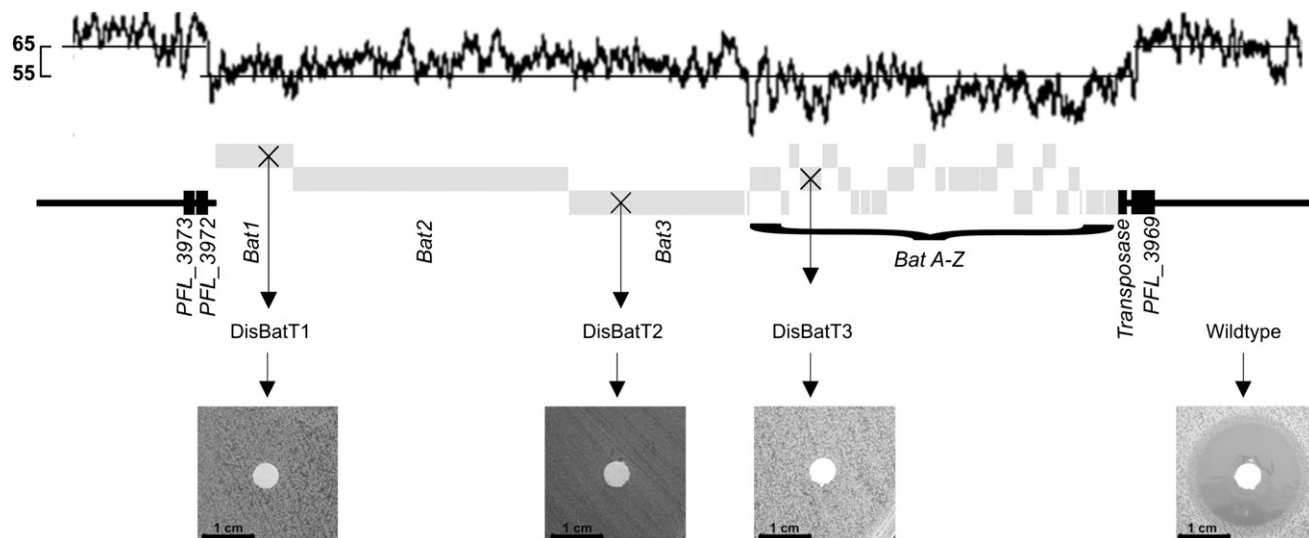 65
55
PFL_3973
PFL_3972
Bat1
Bat2
Bat3
Bat A-Z
Transposase
PFL_3969
DisBatT1
DisBatT2
DisBatT3
Wildtype
1 cm
1 cm
1 cm
1 cm